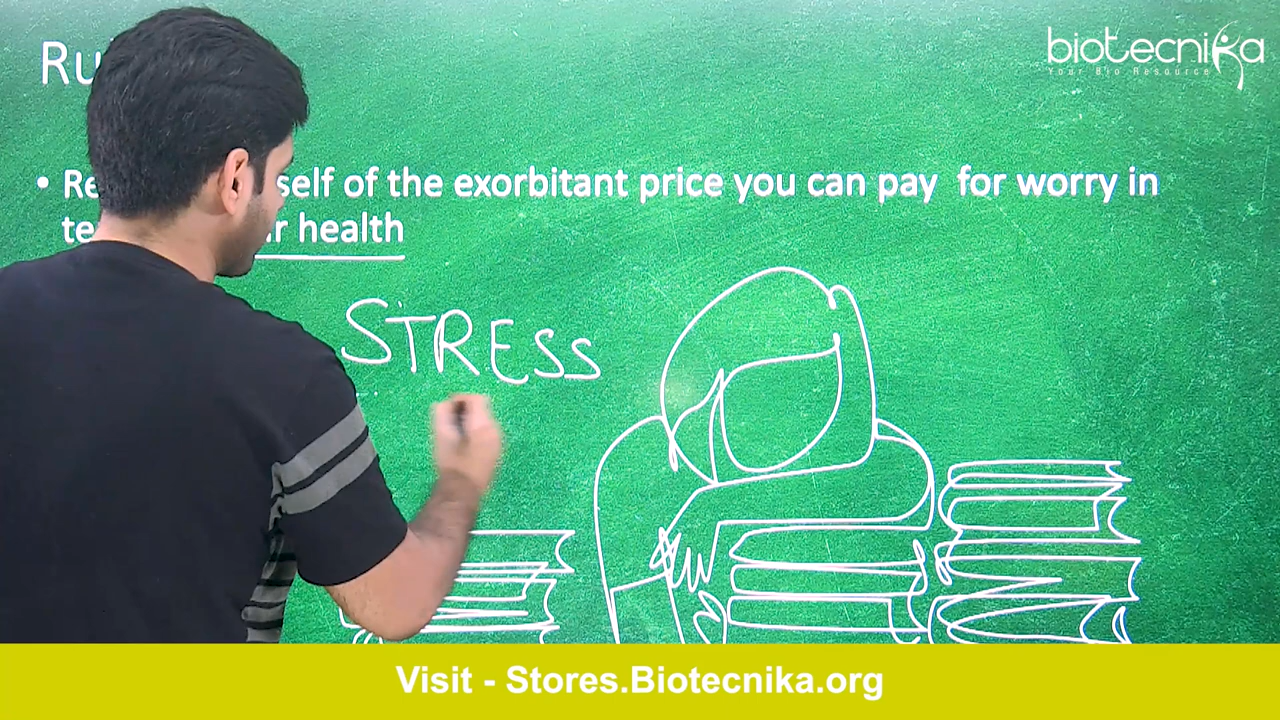 Ru
biotecnika
Your Bio Resource
• Re self of the exorbitant price you can pay for worry in
te r health
STRESS
Visit - Stores.Biotecnika.org